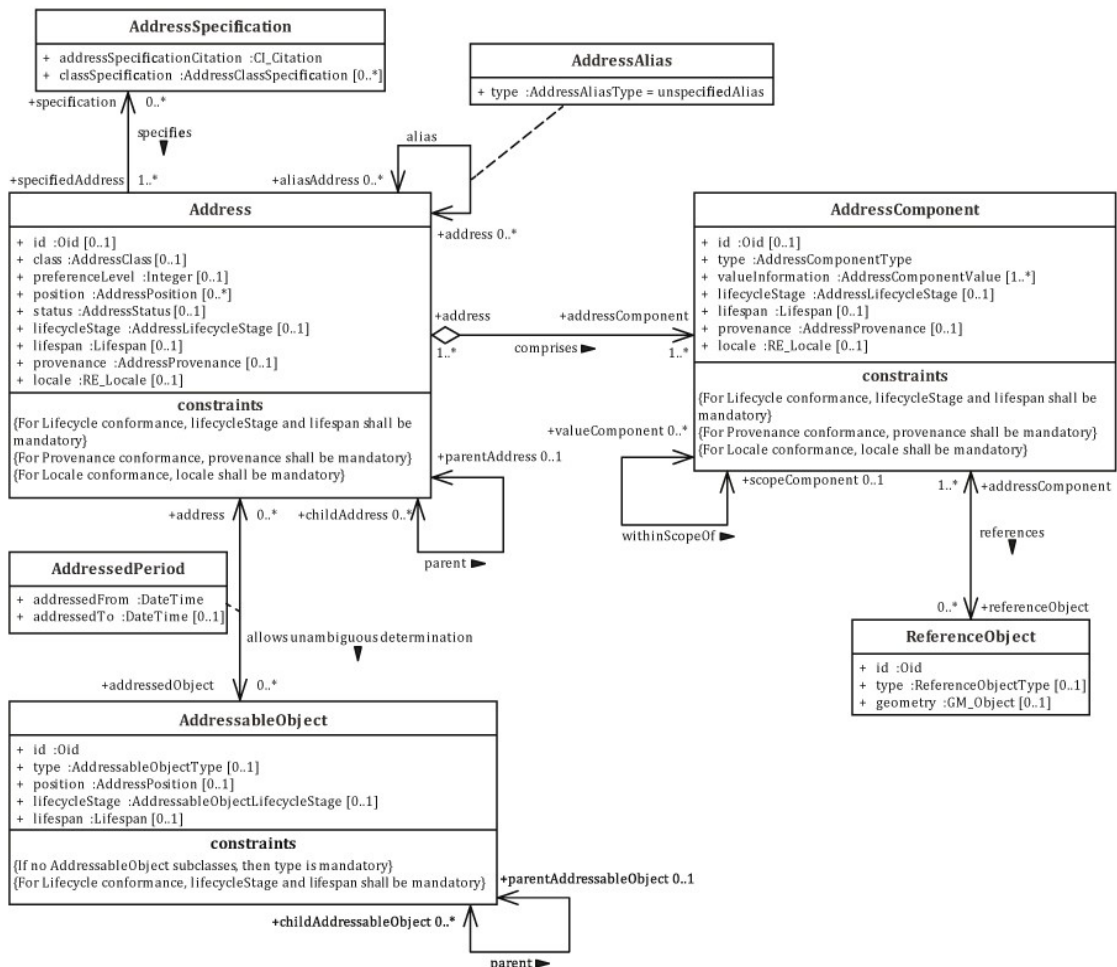 AddressSpecification
+ addressSpecificationCitation :CI_Citation
+ classSpecification :AddressClassSpecification [0..*]
+specification 0..*
specifies
+specifiedAddress 1..*
AddressAlias
+ type :AddressAliasType = unspecifiedAlias
alias
+aliasAddress 0..*
+address 0..*
Address
+ id :Oid [0..1]
+ class :AddressClass [0..1]
+ preferenceLevel :Integer [0..1]
+ position :AddressPosition [0..*]
+ status :AddressStatus [0..1]
+ lifecycleStage :AddressLifecycleStage [0..1]
+ lifespan :Lifespan [0..1]
+ provenance :AddressProvenance [0..1]
+ locale :RE_Locale [0..1]
constraints
{For Lifecycle conformance, lifecycleStage and lifespan shall be
mandatory}
{For Provenance conformance, provenance shall be mandatory}
{For Locale conformance, locale shall be mandatory}
+address
1..*
comprises
+addressComponent
1..*
AddressComponent
+ id :Oid [0..1]
+ type :AddressComponentType
+ valueInformation :AddressComponentValue [1..*]
+ lifecycleStage :AddressLifecycleStage [0..1]
+ lifespan :Lifespan [0..1]
+ provenance :AddressProvenance [0..1]
+ locale :RE_Locale [0..1]
constraints
{For Lifecycle conformance, lifecycleStage and lifespan shall be
mandatory}
{For Provenance conformance, provenance shall be mandatory}
{For Locale conformance, locale shall be mandatory}
+valueComponent 0..*
+scopeComponent 0..1
withinScopeOf
+parentAddress 0..1
+childAddress 0..*
parent
1..* +addressComponent
references
0..* +referenceObject
ReferenceObject
+ id :Oid
+ type :ReferenceObjectType [0..1]
+ geometry :GM_Object [0..1]
+address 0..*
AddressedPeriod
+ addressedFrom :DateTime
+ addressedTo :DateTime [0..1]
allows unambiguous determination
+addressedObject 0..*
AddressableObject
+ id :Oid
+ type :AddressableObjectType [0..1]
+ position :AddressPosition [0..1]
+ lifecycleStage :AddressableObjectLifecycleStage [0..1]
+ lifespan :Lifespan [0..1]
constraints
{If no AddressableObject subclasses, then type is mandatory}
{For Lifecycle conformance, lifecycleStage and lifespan shall be mandatory}
+parentAddressableObject 0..1
+childAddressableObject 0..*
parent